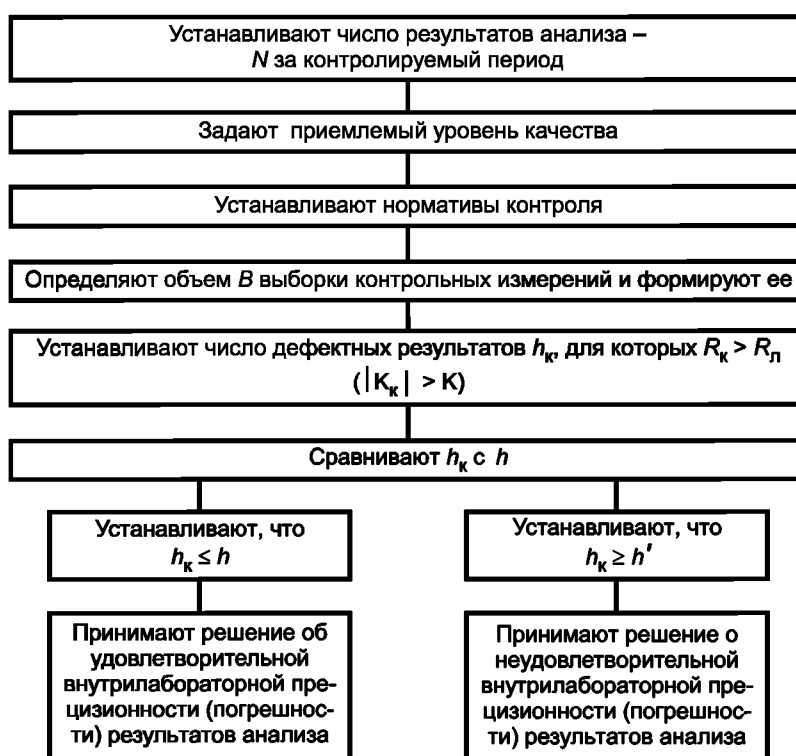 Устанавливают число результатов анализа –
N за контролируемый период
Задают приемлемый уровень качества
Устанавливают нормативы контроля
Определяют объем B выборки контрольных измерений и формируют ее
Устанавливают число дефектных результатов hк, для которых Rк > Rл
(|Kк| > K)
Сравнивают hк с h
Устанавливают, что
hк ≤ h
Устанавливают, что
hк ≥ h'
Принимают решение об
удовлетворительной
внутрилабораторной пре-
цизионности (погрешнос-
ти) результатов анализа
Принимают решение о
неудовлетворительной
внутрилабораторной пре-
цизионности (погрешнос-
ти) результатов анализа